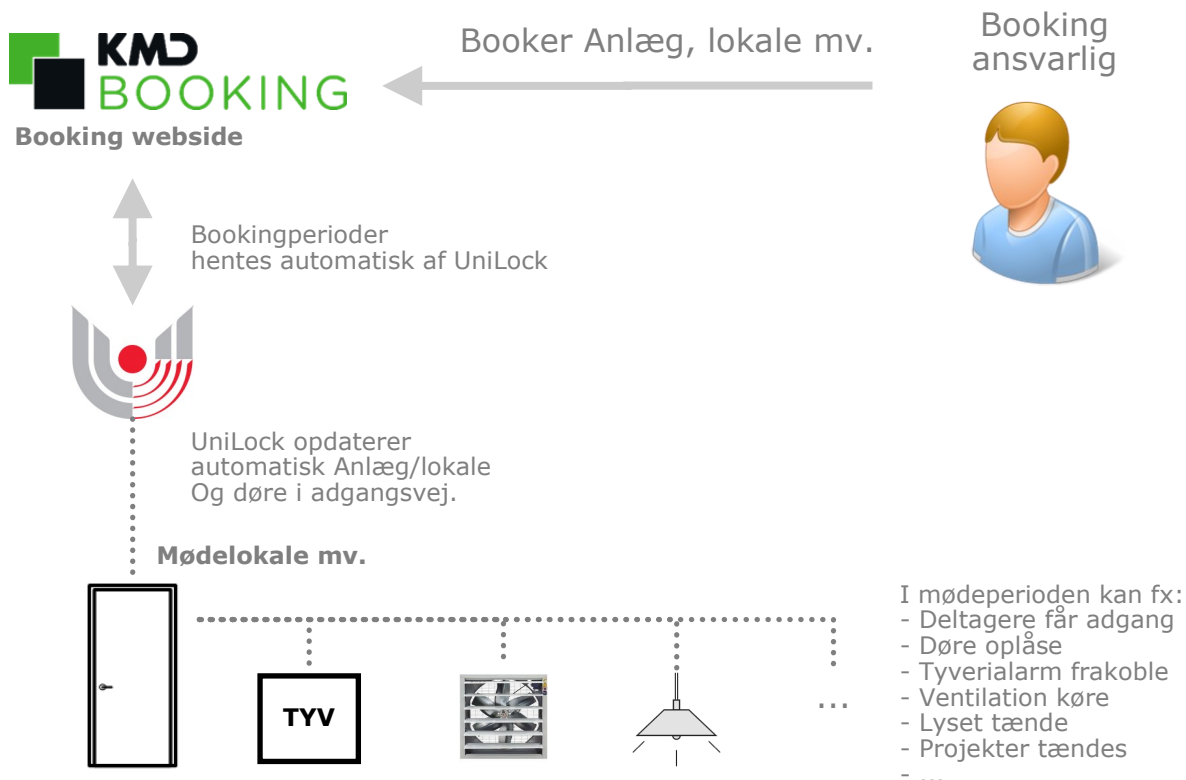 KMD
BOOKING
Booking webside
Booker Anlæg, lokale mv.
Booking
ansvarlig
Bookingperioder
hentes automatisk af UniLock
UniLock opdaterer
automatisk Anlæg/lokale
Og døre i adgangsvej.
Mødelokale mv.
TYV
...
I mødeperioden kan fx:
- Deltagere får adgang
- Døre oplåse
- Tyverialarm frakoble
- Ventilation køre
- Lyset tænde
- Projekter tændes
- ...